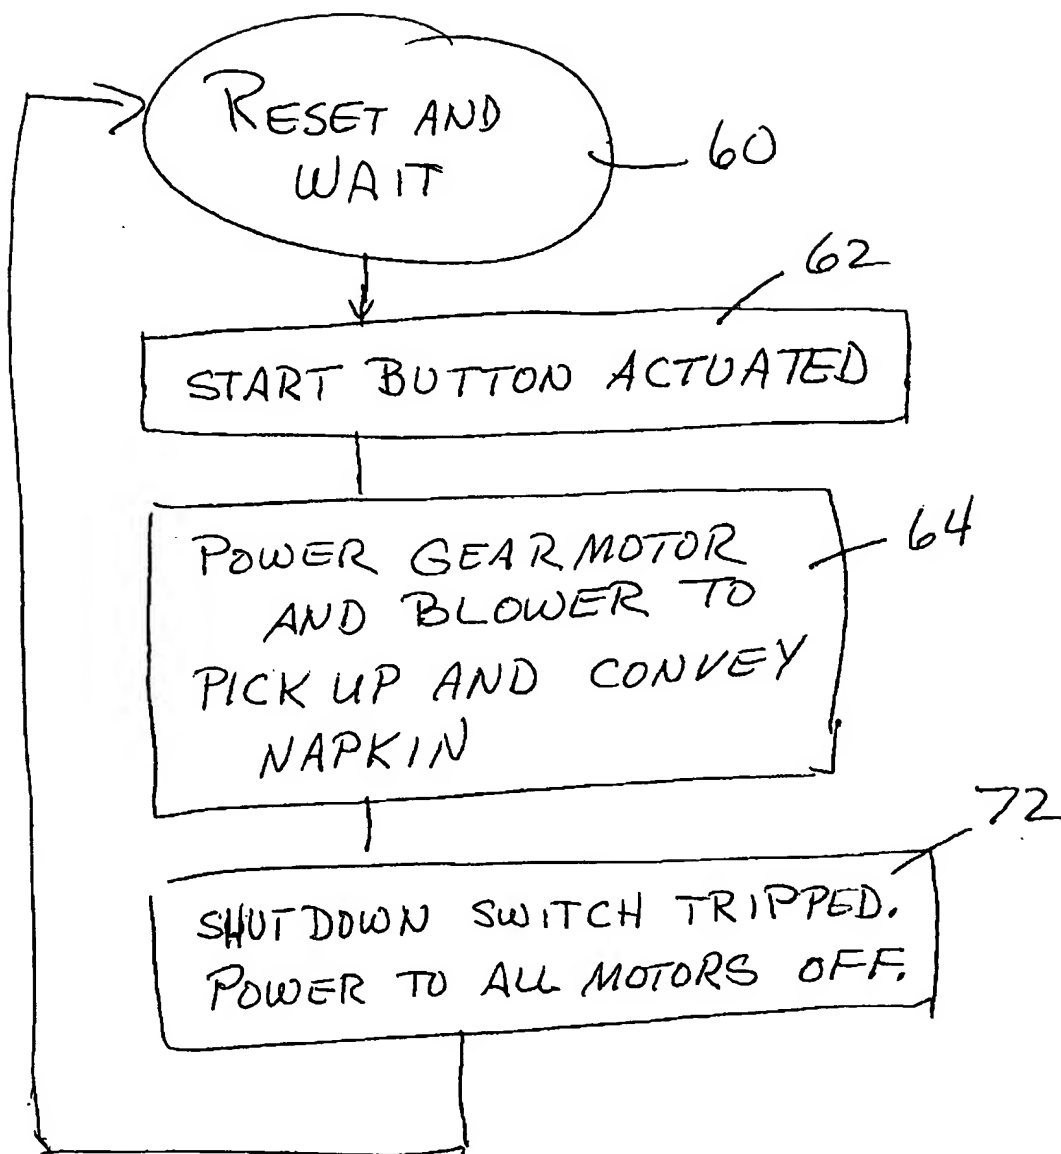 RESET AND
WAIT
60
62
START BUTTON ACTUATED
64
POWER GEARMOTOR
AND BLOWER TO
PICK UP AND CONVEY
NAPKIN
72
SHUTDOWN SWITCH TRIPPED.
POWER TO ALL MOTORS OFF.